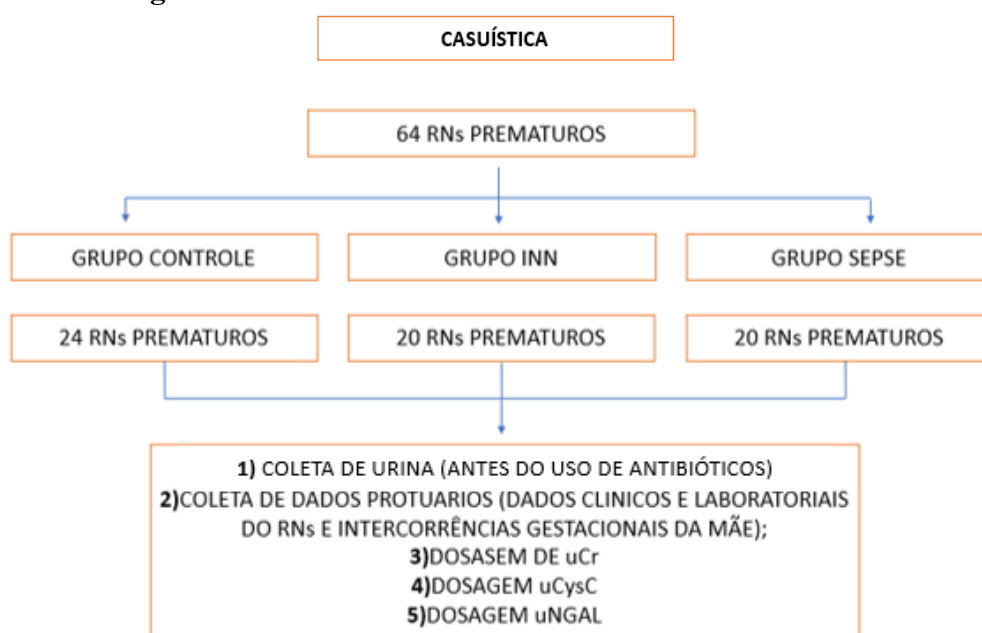 CASUÍSTICA
64 RNs PREMATUROS
GRUPO CONTROLE
GRUPO INN
GRUPO SEPSE
24 RNs PREMATUROS
20 RNs PREMATUROS
20 RNs PREMATUROS
1) COLETA DE URINA (ANTES DO USO DE ANTIBIÓTICOS)
2)COLETA DE DADOS PROTUARIOS (DADOS CLINICOS E LABORATORIAIS
DO RNs E INTERCORRÊNCIAS GESTACIONAIS DA MÃE);
3)DOSASEM DE uCr
4)DOSAGEM uCysC
5)DOSAGEM uNGAL